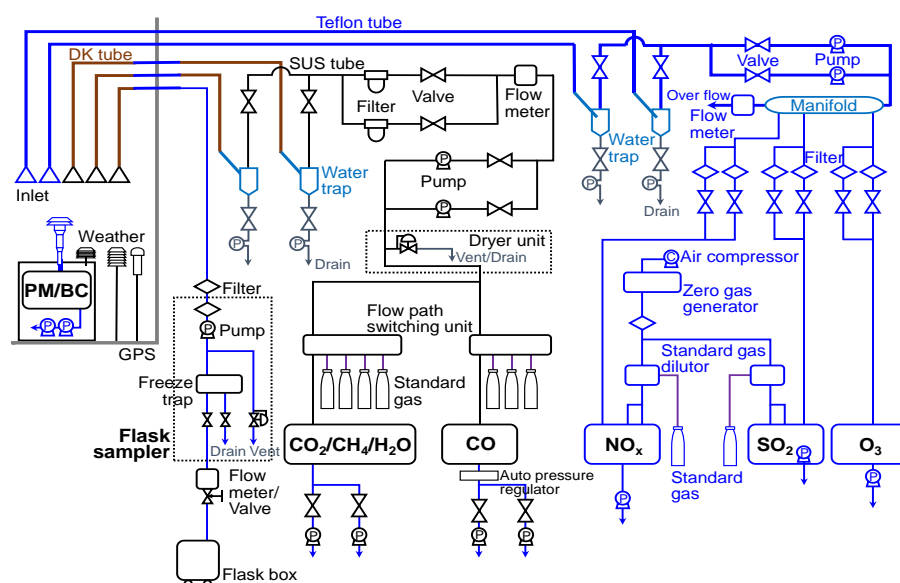 Teflon tube
DK tube
SUS tube
Filter
Valve
Flow
meter
Valve
P
Pump
P
Over flow
Flow
meter
Manifold
Water
trap
Water
trap
P
Pump
P
Filter
Inlet
P
P
Drain
P
P
Drain
Dryer unit
Vent/Drain
Weather
PM/BC
P
P
GPS
C
Air compressor
Zero gas
generator
Filter
P
Pump
Flow path
switching unit
Standard gas
dilutor
Freeze
trap
Standard
gas
Flask
sampler
Drain
Vent
CO2/CH4/H2O
CO
NOx
SO2
P
O3
Flow
meter/
Valve
Auto pressure
regulator
Standard
gas
P
P
P
P
P
P
P
Flask box